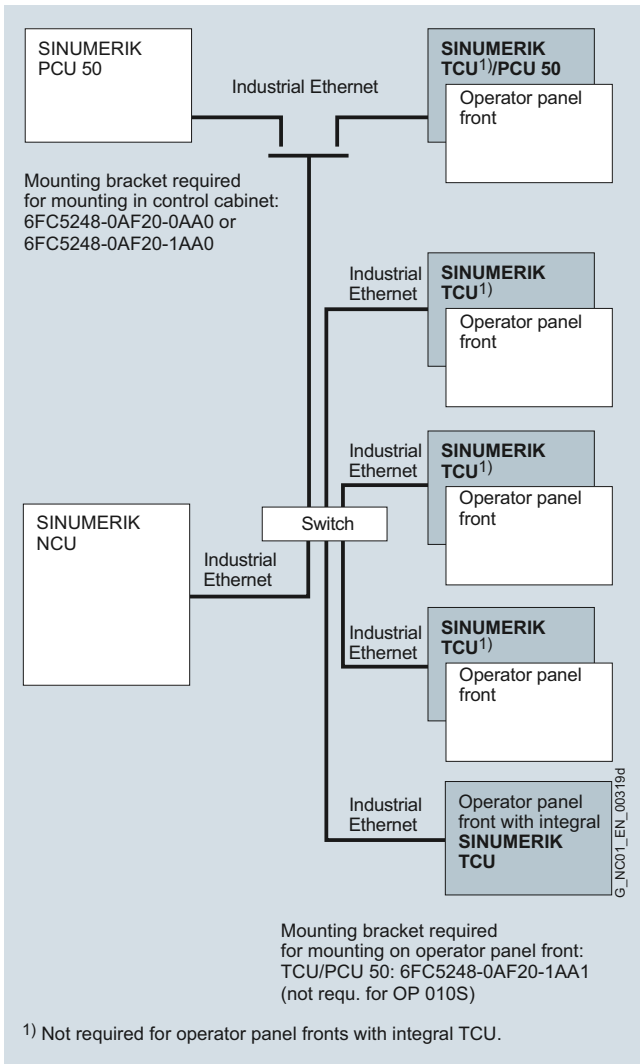 SINUMERIK
PCU 50
Industrial Ethernet
SINUMERIK
TCU1)/PCU 50
Operator panel
front
Mounting bracket required
for mounting in control cabinet:
6FC5248-0AF20-0AA0 or
6FC5248-0AF20-1AA0
Industrial
Ethernet
SINUMERIK
TCU1)
Operator panel
front
Industrial
Ethernet
SINUMERIK
TCU1)
Operator panel
front
SINUMERIK
NCU
Switch
Industrial
Ethernet
Industrial
Ethernet
SINUMERIK
TCU1)
Operator panel
front
Industrial
Ethernet
Operator panel
front with integral
SINUMERIK
TCU
G_NC01_EN_00319d
Mounting bracket required
for mounting on operator panel front:
TCU/PCU 50: 6FC5248-0AF20-1AA1
(not requ. for OP 010S)
1) Not required for operator panel fronts with integral TCU.